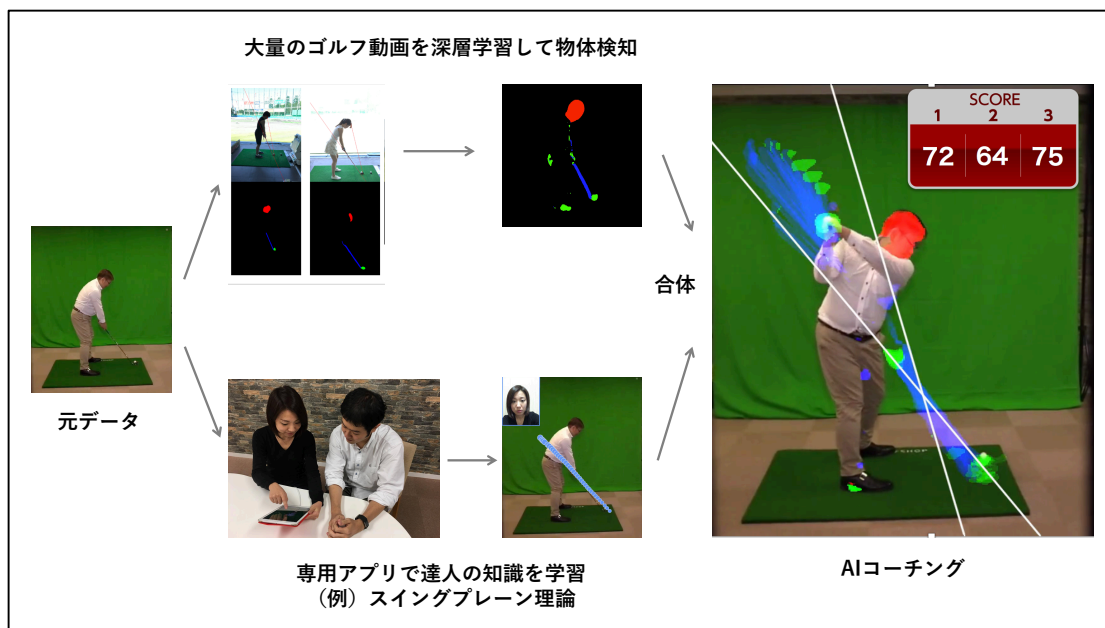 大量のゴルフ動画を深層学習して物体検知
SCORE
1 2 3
72 64 75
合体
元データ
専用アプリで達人の知識を学習
（例）スイングプレーン理論
AIコーチング